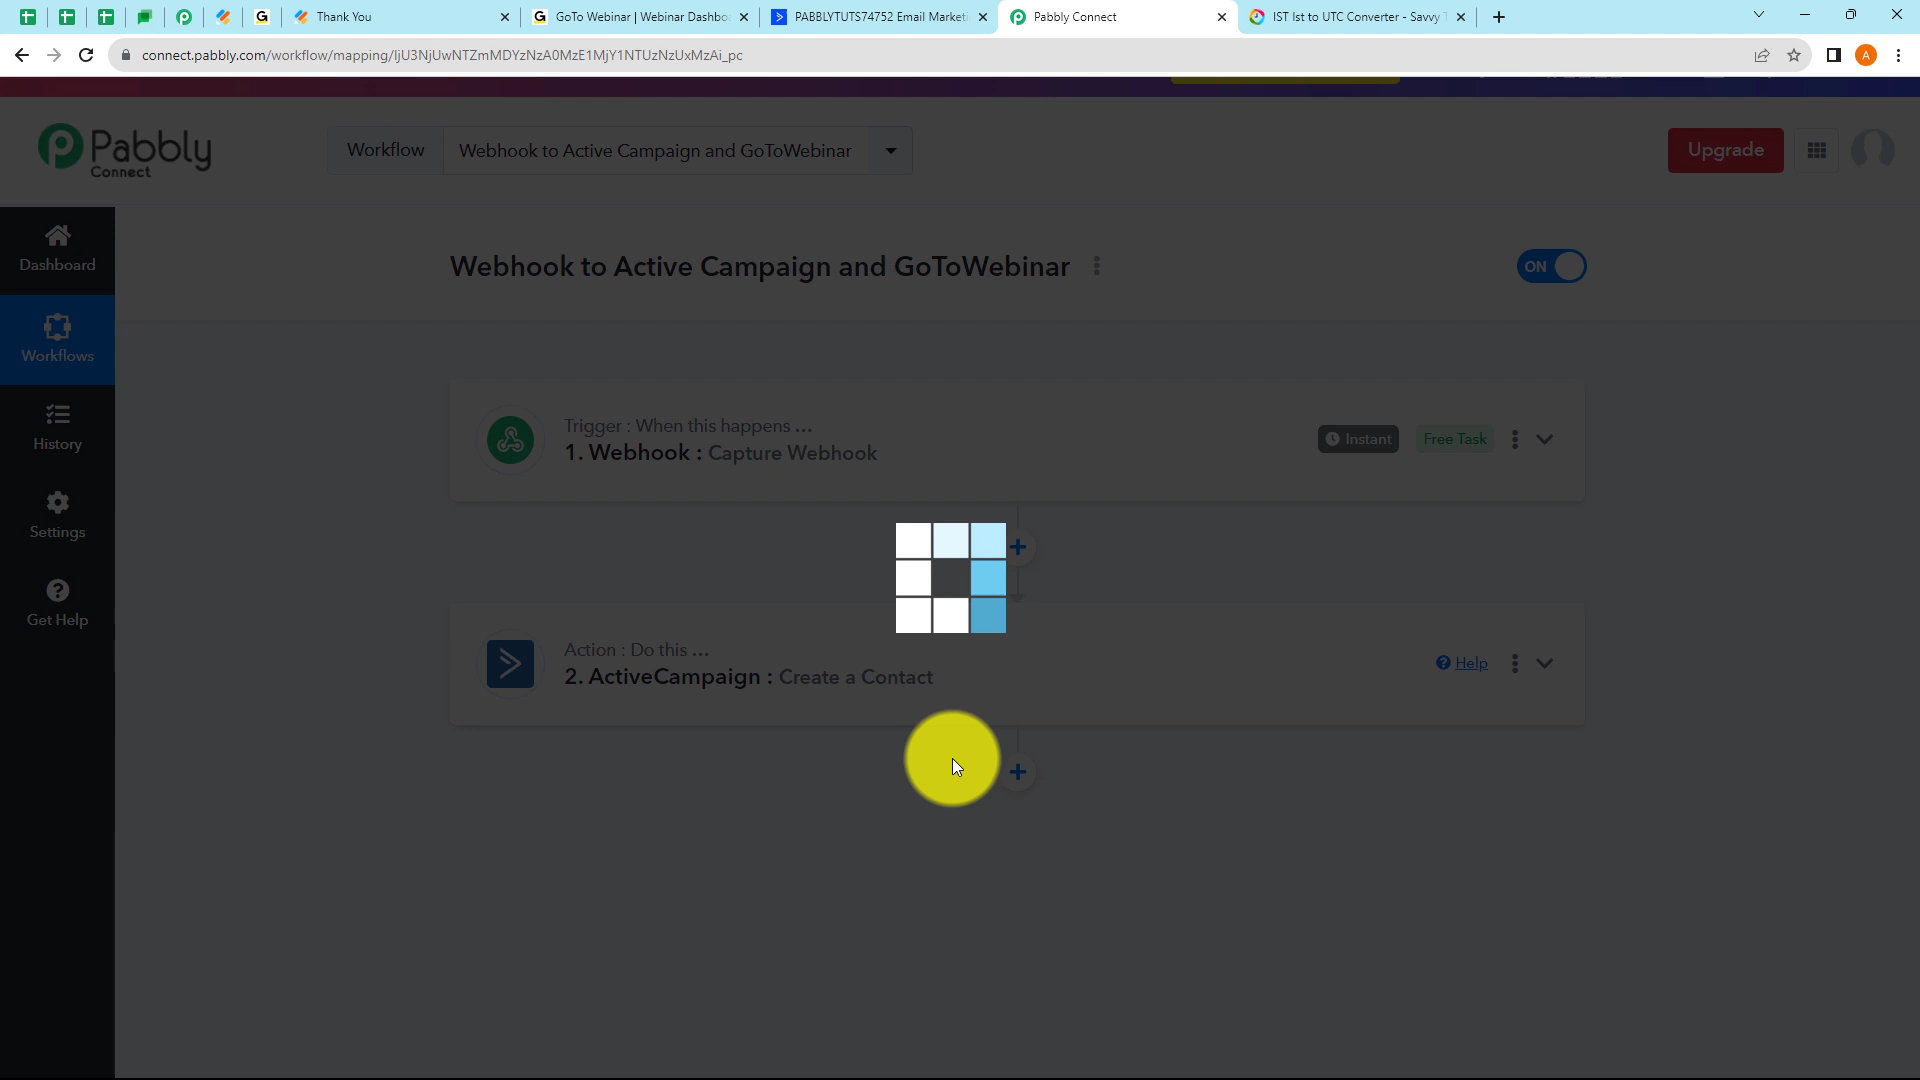 Thank You
GoTo Webinar | Webinar Dashbo
PABBLYTUTS74752 Email Marketi
Pabbly Connect
IST Ist to UTC Converter - Savvy T
connect.pabbly.com/workflow/mapping/IjU3NjUwNTZmMDYzNzA0MzE1MjY1NTUzNzUxMzAi_pc
A
Pabbly
Connect
Workflow
Webhook to Active Campaign and GoToWebinar
Upgrade
Dashboard
Webhook to Active Campaign and GoToWebinar
ON
Workflows
Trigger : When this happens ...
1. Webhook : Capture Webhook
Instant
Free Task
History
Settings
Get Help
Action : Do this ...
2. ActiveCampaign : Create a Contact
Help